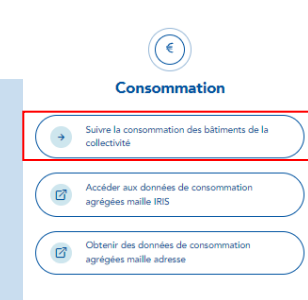 €
Consommation
Suivre la consommation des bâtiments de la
collectivité
Accéder aux données de consommation
agrégées maille IRIS
Obtenir des données de consommation
agrégées maille adresse